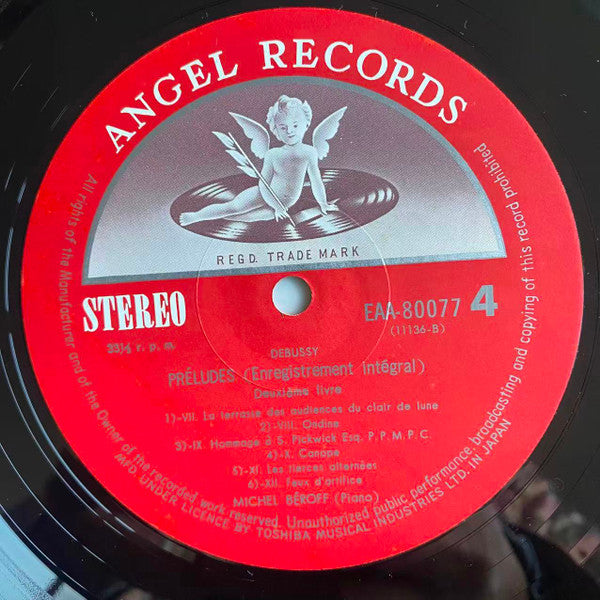 ANGEL RECORDS
REGD. TRADE MARK
STEREO
33⅓ r. p. m.
EAA-80077 4
(11136-B)
DEBUSSY
PRÉLUDES (Enregistrement intégral)
Deuxième livre
1)-VII. La terrasse des audiences du clair de lune
2)-VIII. Ondine
3)-IX. Hommage à S. Pickwick Esq. P.P.M.P.C.
4)-X. Canope
5)-XI. Les tierces alternées
6)-XII. Feux d'artifice
MICHEL BÉROFF (Piano)
All rights of the Manufacturer and of the Owner of the recorded work reserved. Unauthorized public performance, broadcasting and copying of this record prohibited
MFD. UNDER LICENCE BY TOSHIBA MUSICAL INDUSTRIES LTD. IN JAPAN